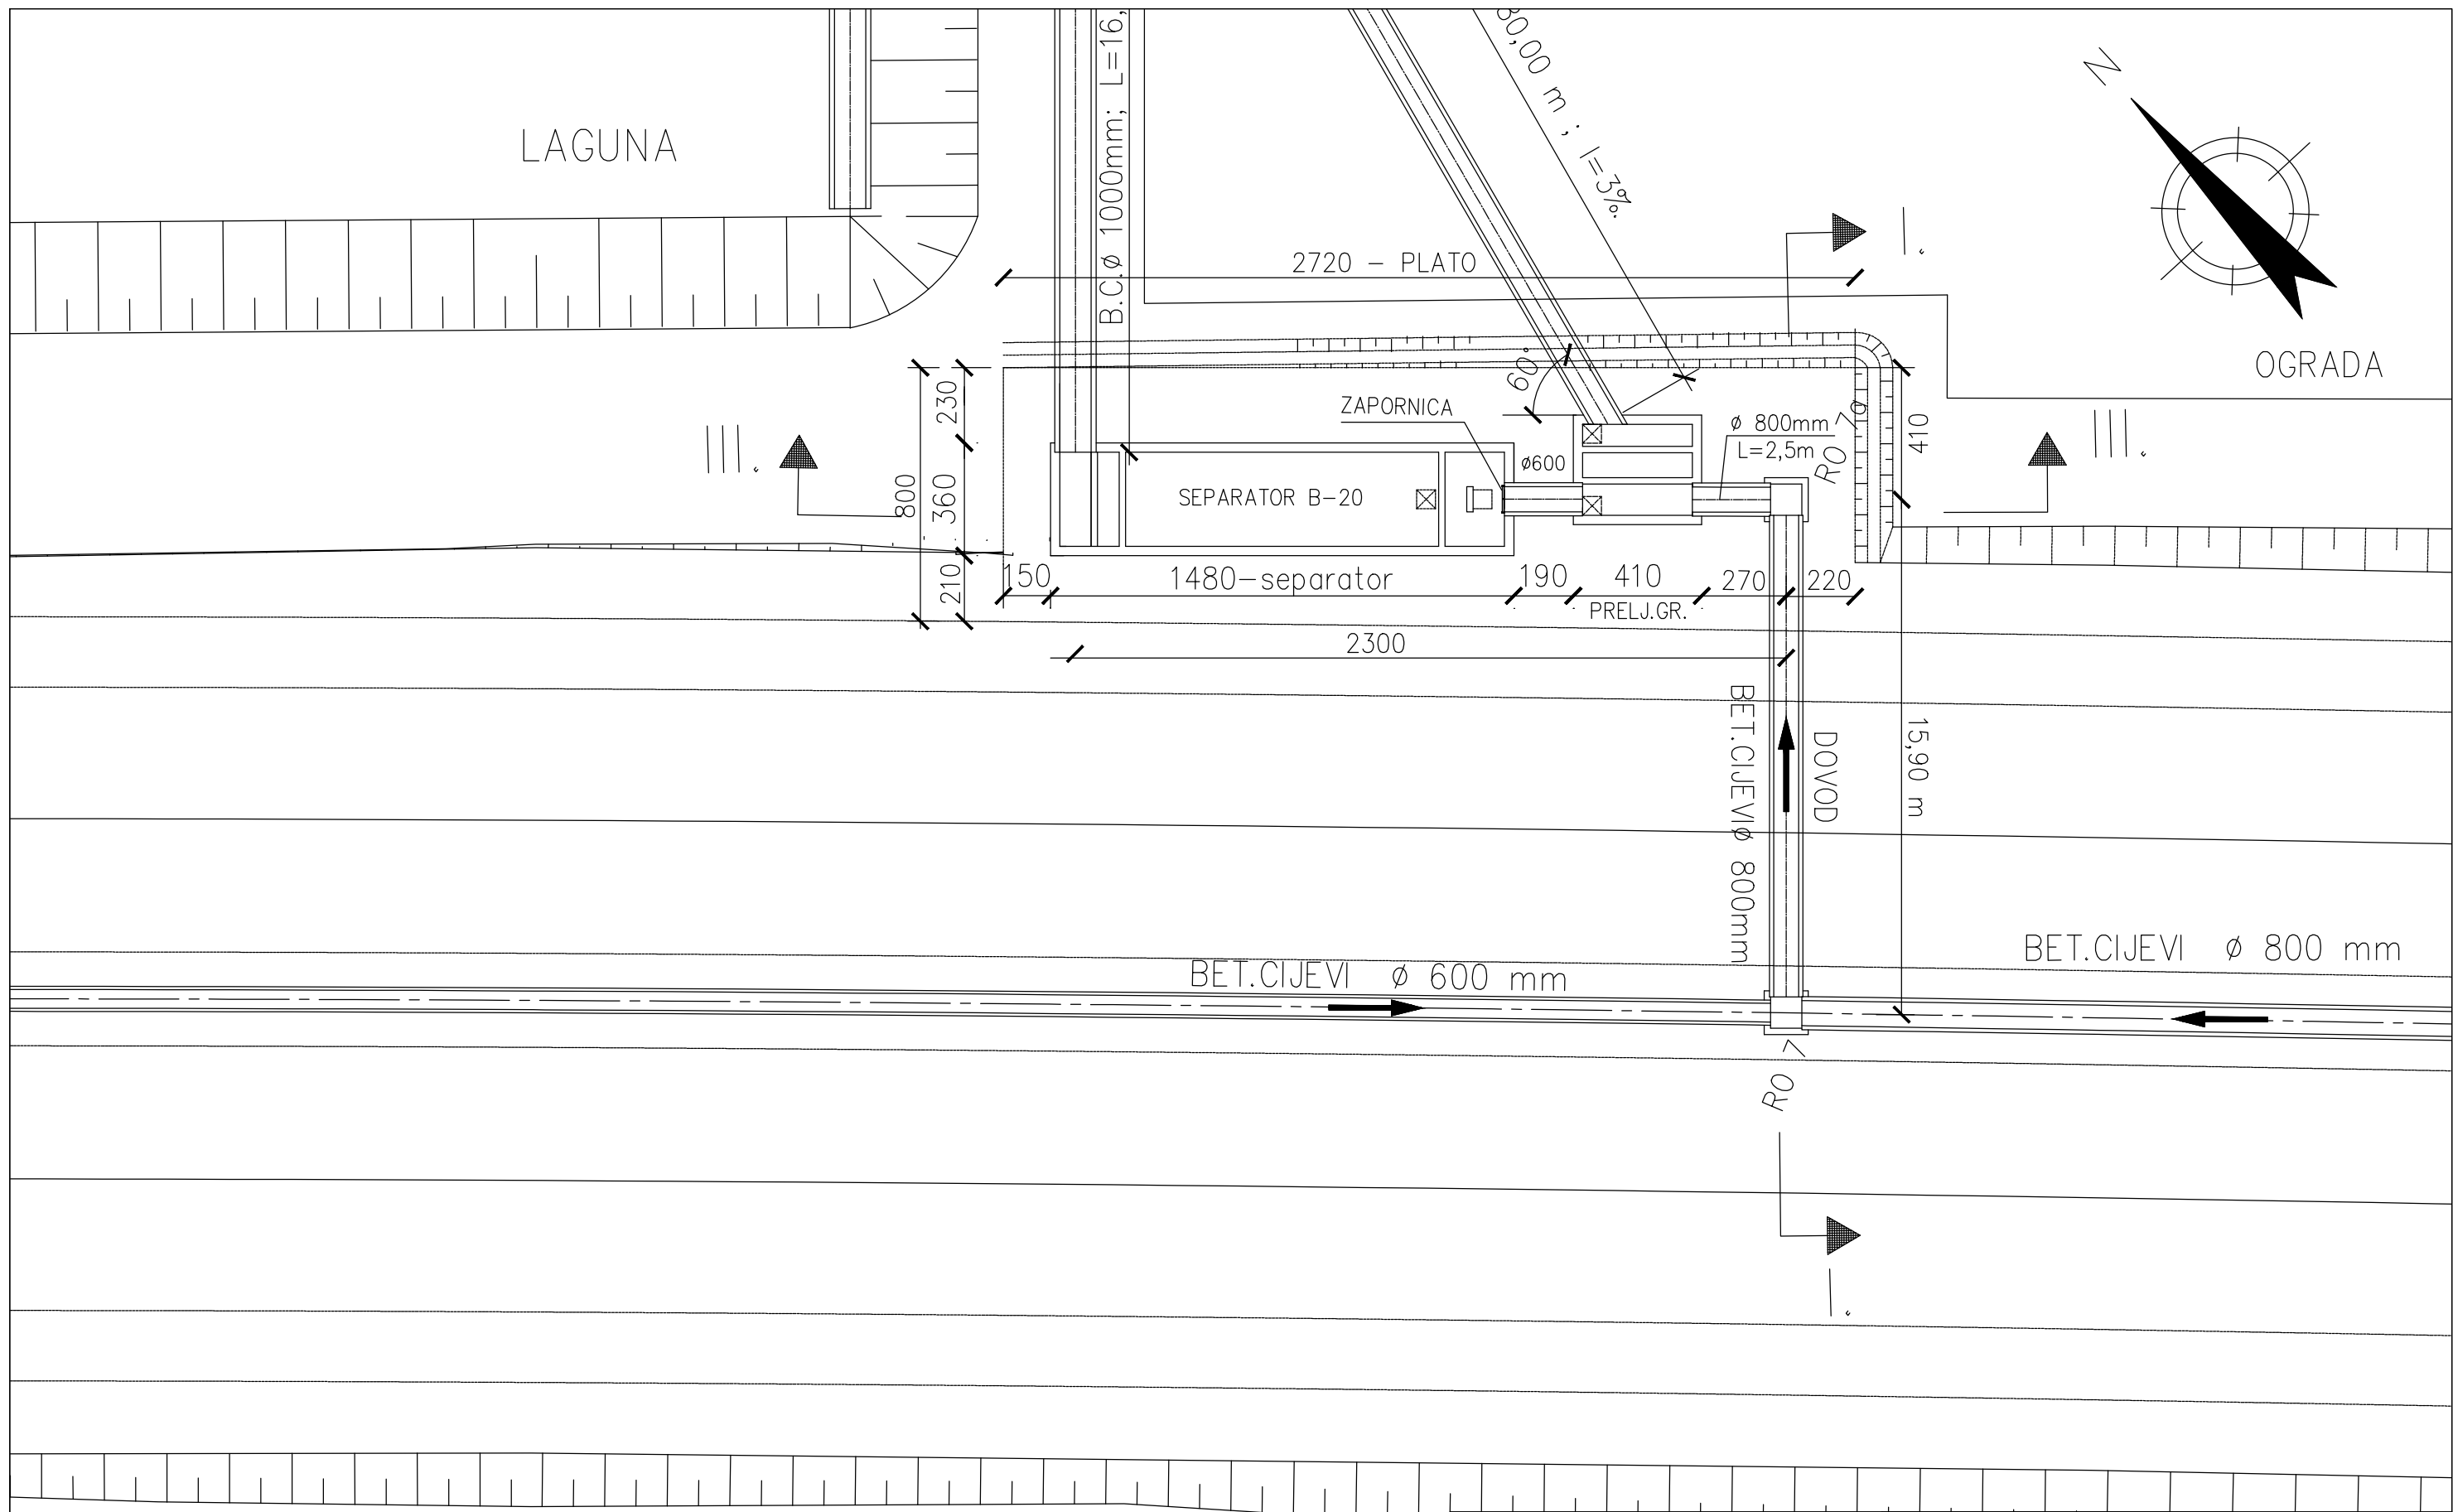 LAGUNA
B.C.ø 1000mm; L=16,
80,00 m ; I=3%.
N
I.
2720 – PLATO
OGRADA
60°
ZAPORNICA
ø 800mm
L=2,5m
RO 7a
410
III.
III.
230
800
360
210
ø600
SEPARATOR B–20
150
1480–separator
190
410
270
220
PRELJ.GR.
2300
BET.CIJEVIø 800mm
DOVOD
15,90 m
BET.CIJEVI ø 600 mm
BET.CIJEVI ø 800 mm
RO 7
I.